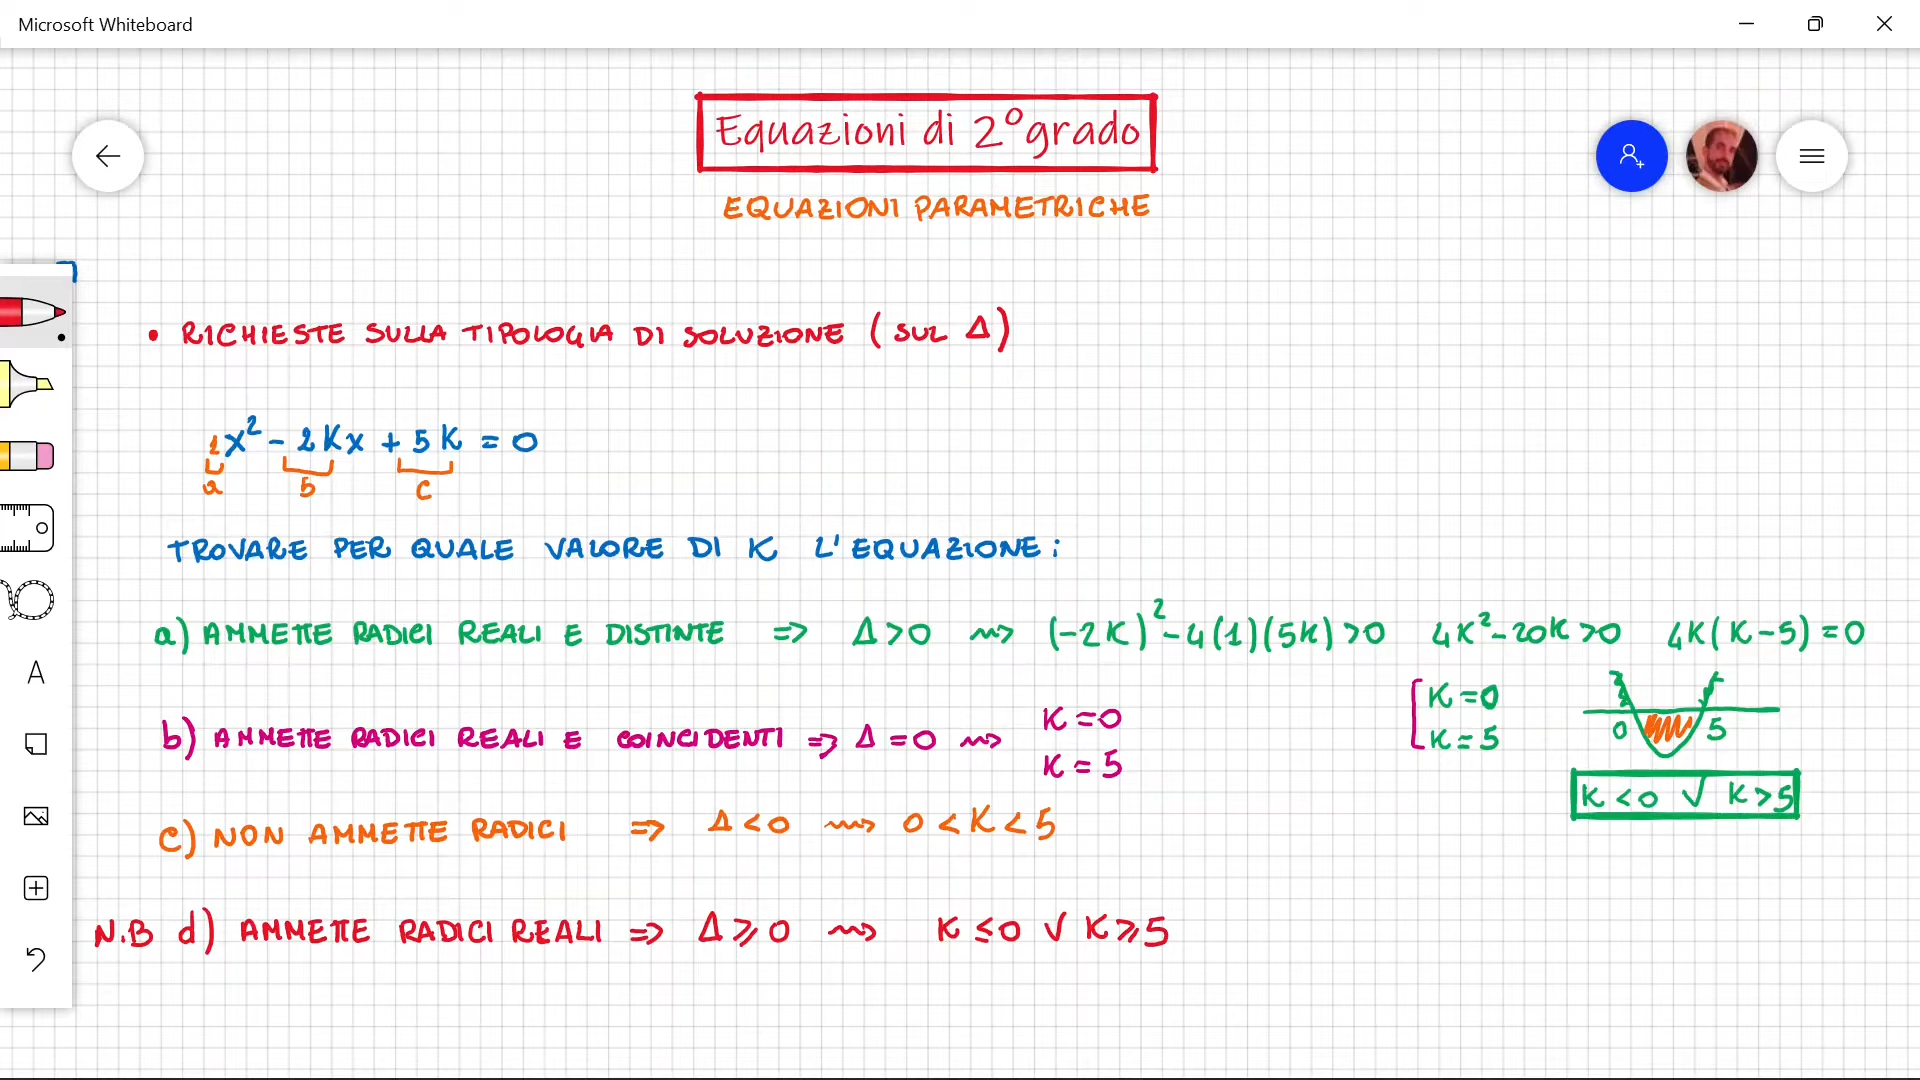 Microsoft Whiteboard
Equazioni di 2° grado
EQUAZIONI PARAMETRICHE
• RICHIESTE SULLA TIPOLOGIA DI SOLUZIONE ( SUL Δ )
1x² - 2Kx + 5K = 0
a b c
TROVARE PER QUALE VALORE DI K L'EQUAZIONE:
a) AMMETTE RADICI REALI E DISTINTE => Δ>0 ⇝ (-2K)² - 4(1)(5K) >0 4K² - 20K >0 4K(K-5) = 0
K = 0
K = 5
0 5
K < 0 ∨ K > 5
b) AMMETTE RADICI REALI E COINCIDENTI => Δ = 0 ⇝
K = 0
K = 5
c) NON AMMETTE RADICI => Δ < 0 ⇝ 0 < K < 5
N.B d) AMMETTE RADICI REALI => Δ ⩾ 0 ⇝ K ≤ 0 ∨ K ⩾ 5
A